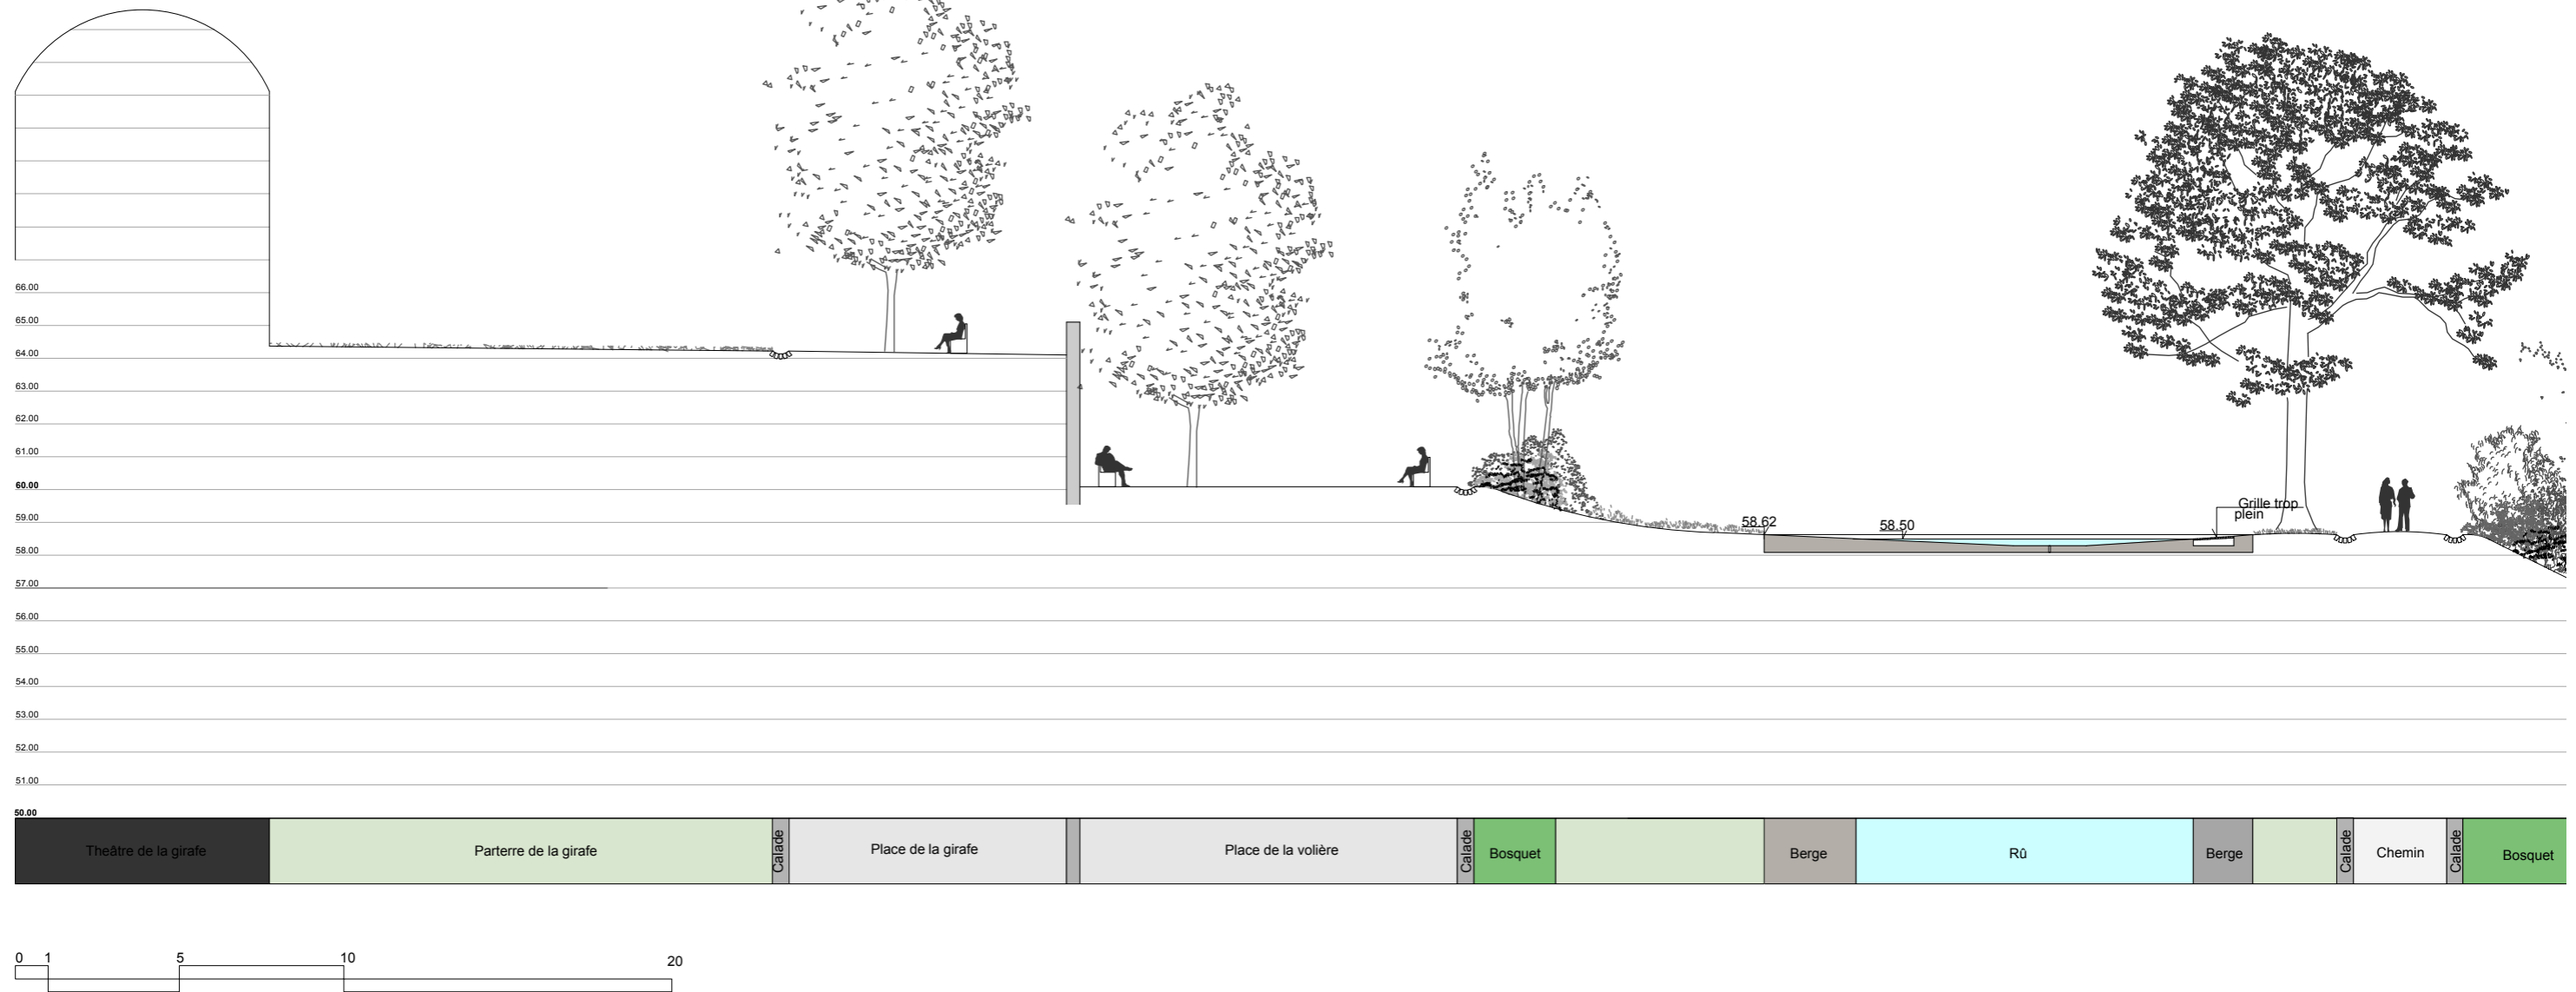 66.00
65.00
64.00
63.00
62.00
61.00
60.00
59.00
58.62
58.50
Grille trop
plein
58.00
57.00
56.00
55.00
54.00
53.00
52.00
51.00
50.00
Theâtre de la girafe
Parterre de la girafe
Calade
Place de la girafe
Place de la volière
Calade
Bosquet
Berge
Rû
Berge
Calade
Chemin
Calade
Bosquet
0 1 5 10 20